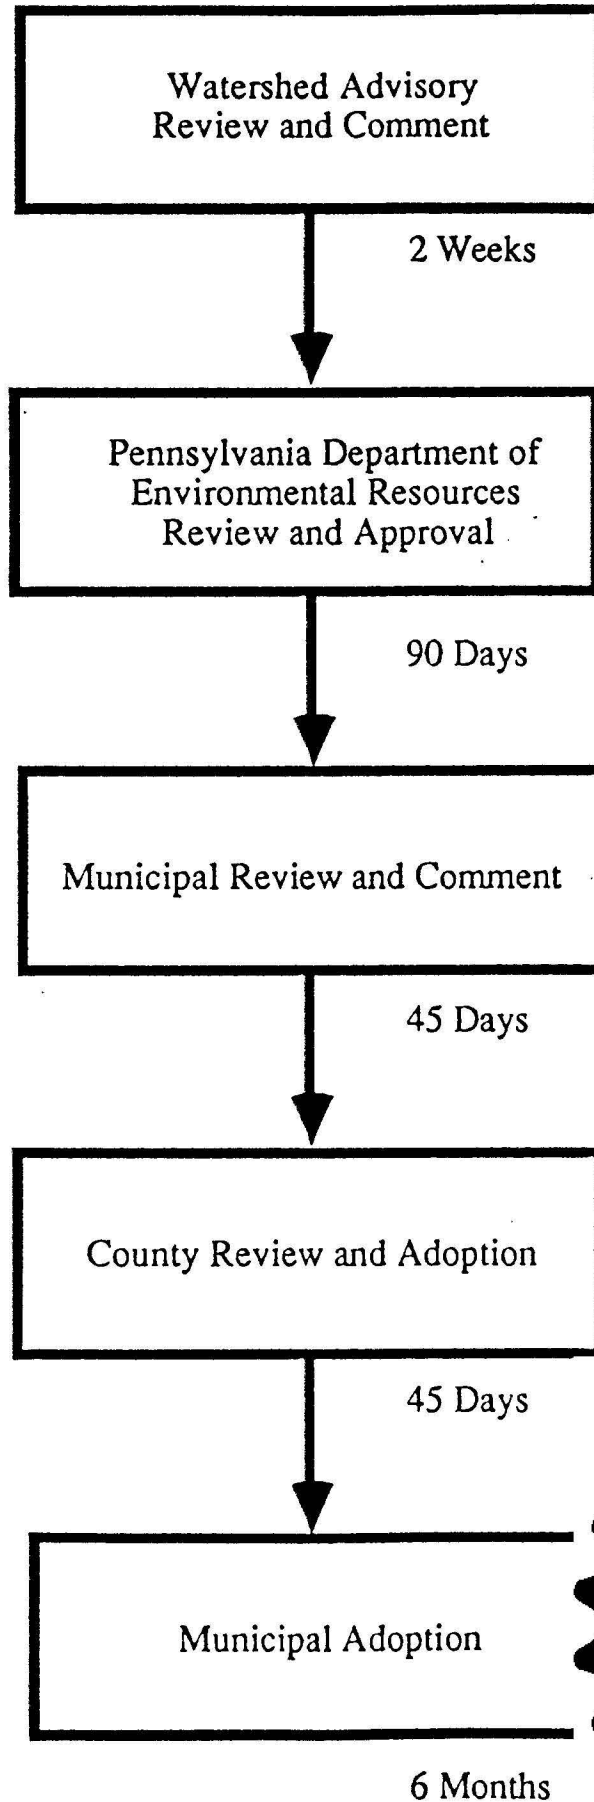 Watershed Advisory
Review and Comment
2 Weeks
Pennsylvania Department of
Environmental Resources
Review and Approval
90 Days
Municipal Review and Comment
45 Days
County Review and Adoption
45 Days
Municipal Adoption
6 Months